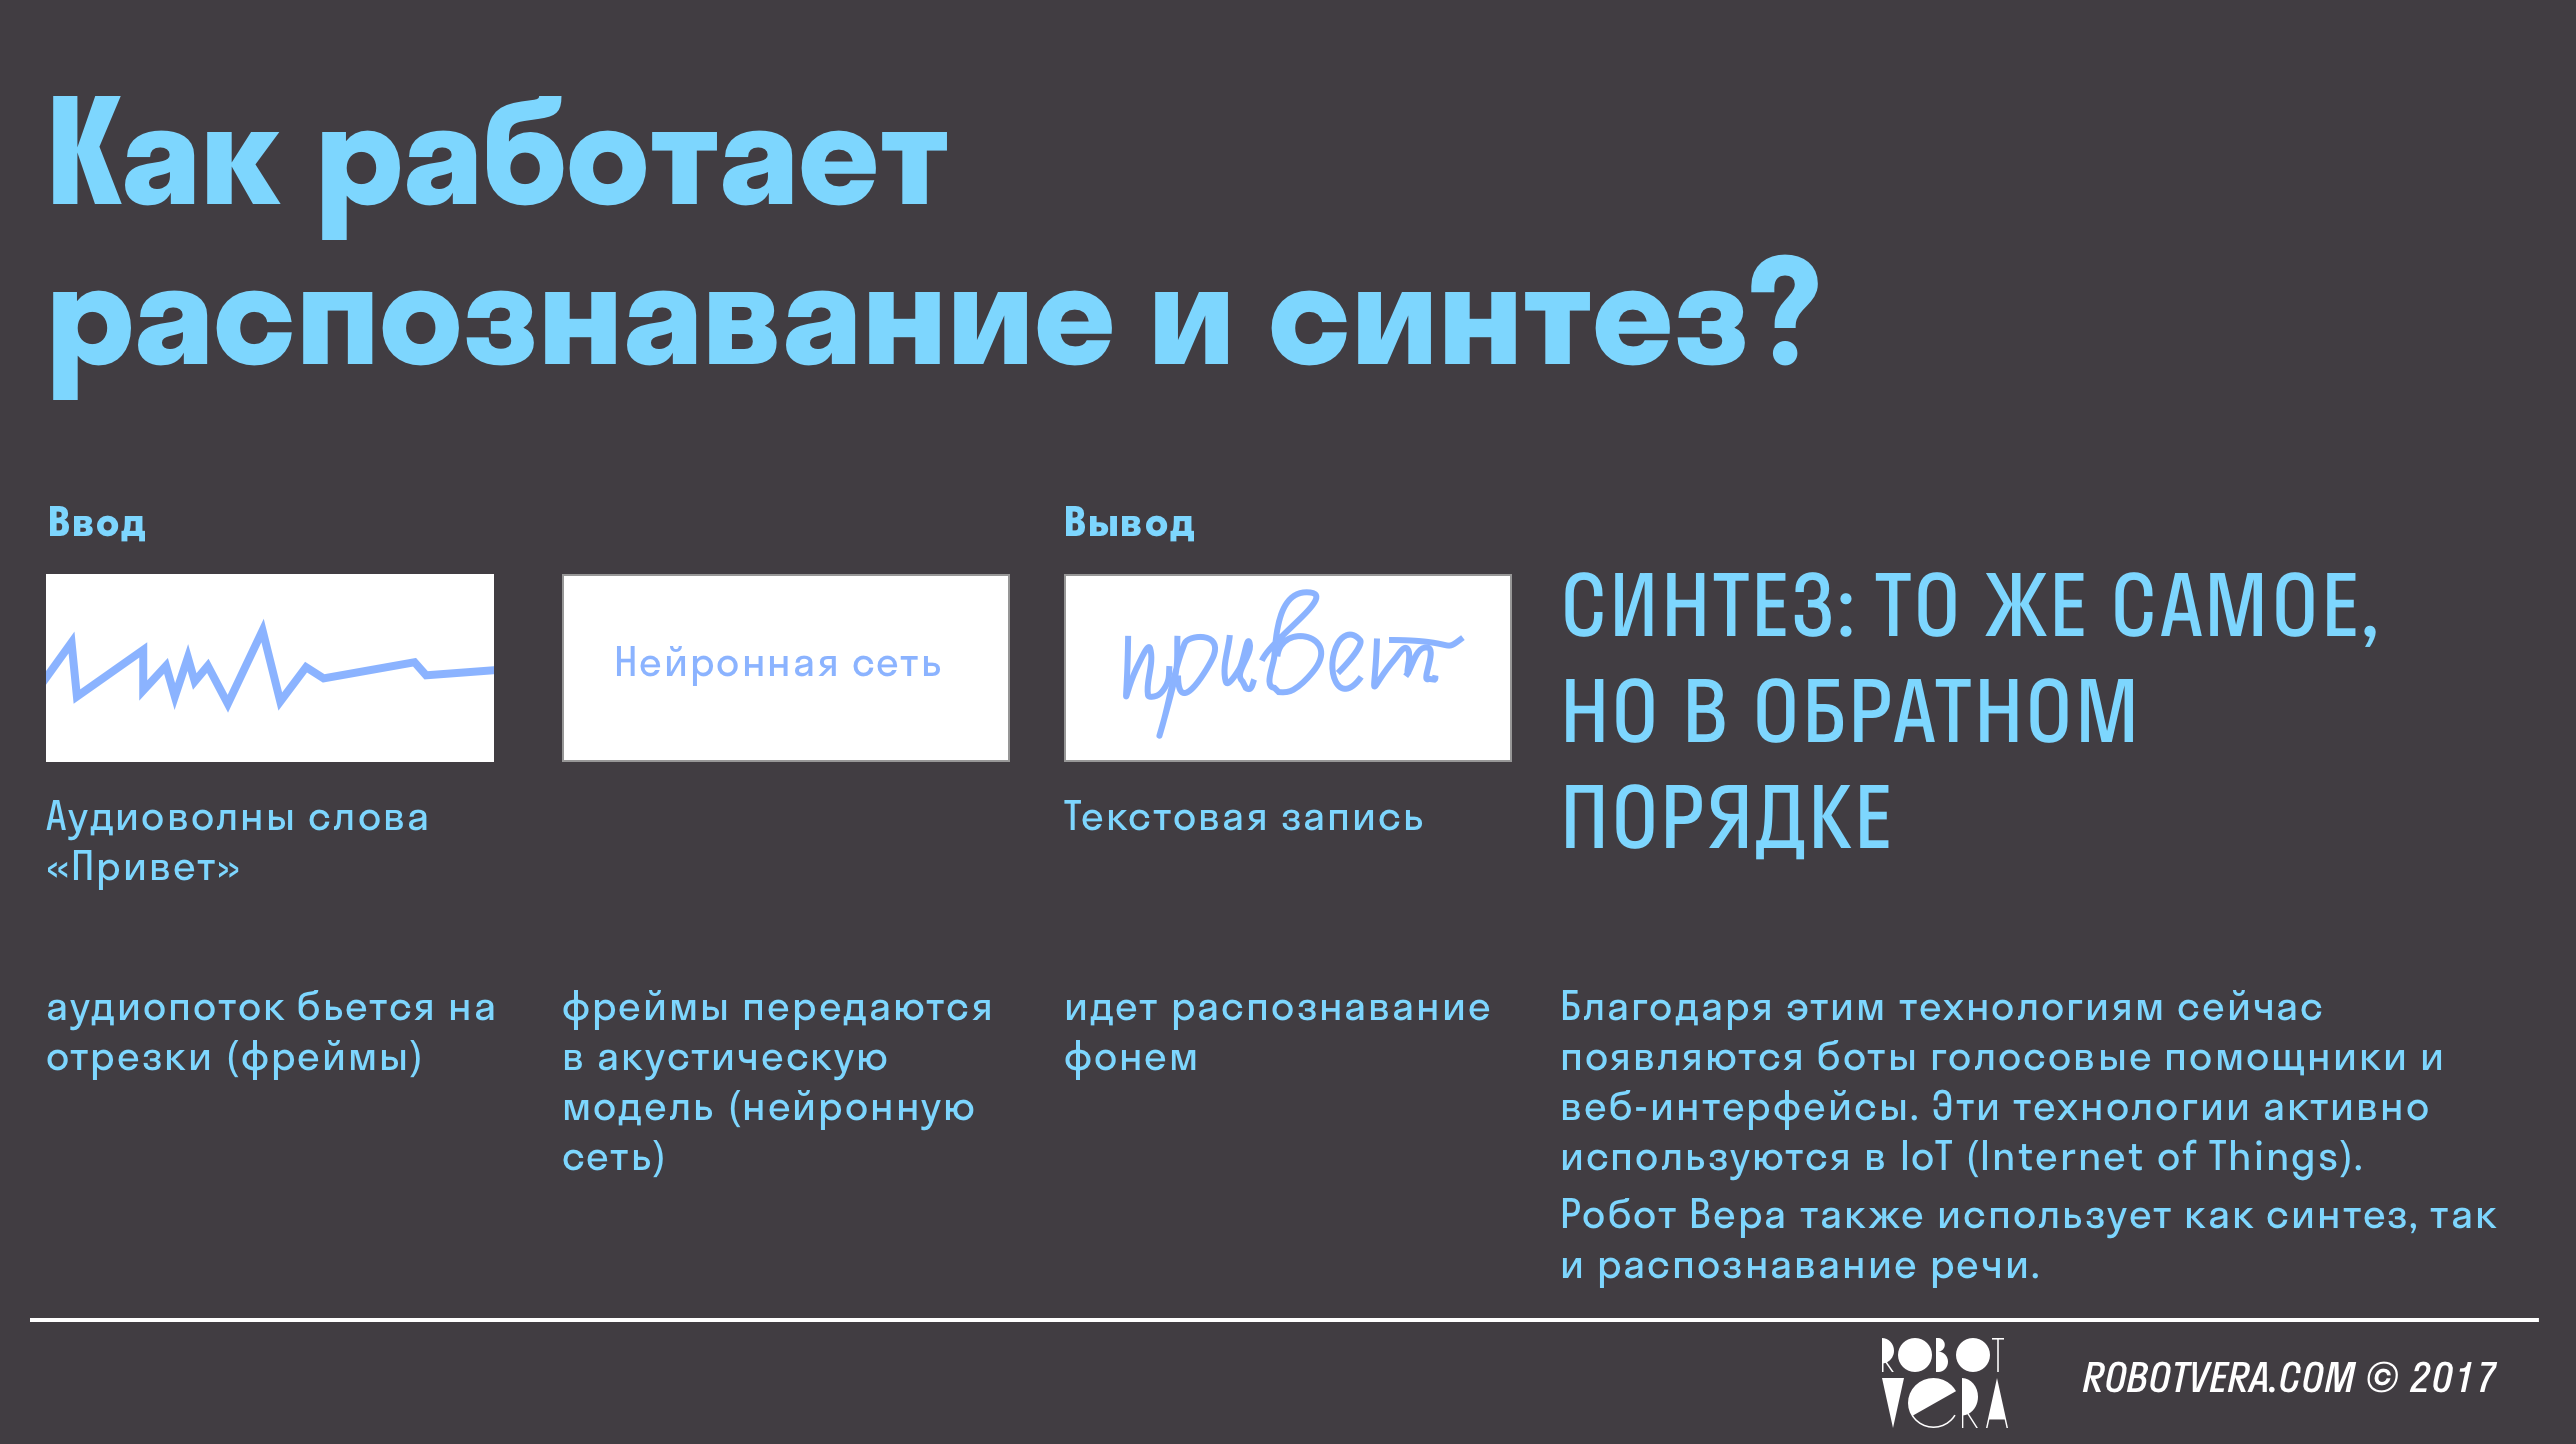 Как работает
распознавание и синтез?
Ввод
Аудиоволны слова
«Привет»
аудиопоток бьется на
отрезки (фреймы)
Нейронная сеть
фреймы передаются
в акустическую
модель (нейронную
сеть)
Вывод
привет
Текстовая запись
идет распознавание
фонем
СИНТЕЗ: ТО ЖЕ САМОЕ,
НО В ОБРАТНОМ
ПОРЯДКЕ
Благодаря этим технологиям сейчас
появляются боты голосовые помощники и
веб-интерфейсы. Эти технологии активно
используются в IoT (Internet of Things).
Робот Вера также использует как синтез, так
и распознавание речи.
ROBOT
VERA
ROBOTVERA.COM © 2017